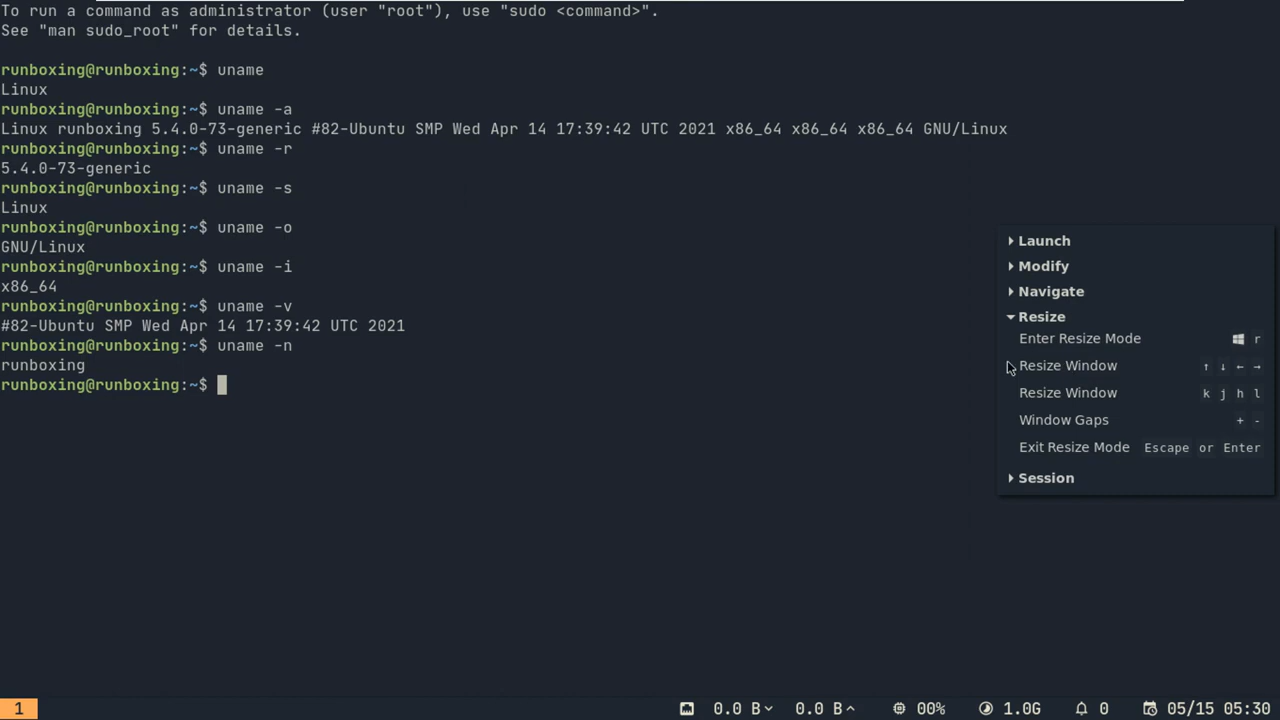 To run a command as administrator (user "root"), use "sudo <command>".
See "man sudo_root" for details.
runboxing@runboxing:~$ uname
Linux
runboxing@runboxing:~$ uname -a
Linux runboxing 5.4.0-73-generic #82-Ubuntu SMP Wed Apr 14 17:39:42 UTC 2021 x86_64 x86_64 x86_64 GNU/Linux
runboxing@runboxing:~$ uname -r
5.4.0-73-generic
runboxing@runboxing:~$ uname -s
Linux
runboxing@runboxing:~$ uname -o
GNU/Linux
runboxing@runboxing:~$ uname -i
x86_64
runboxing@runboxing:~$ uname -v
#82-Ubuntu SMP Wed Apr 14 17:39:42 UTC 2021
runboxing@runboxing:~$ uname -n
runboxing
runboxing@runboxing:~$
Launch
Modify
Navigate
Resize
Enter Resize Mode r
Resize Window ↑ ↓ ← →
Resize Window k j h l
Window Gaps + -
Exit Resize Mode Escape or Enter
Session
1 0.0 B 0.0 B 00% 1.0G 0 05/15 05:30